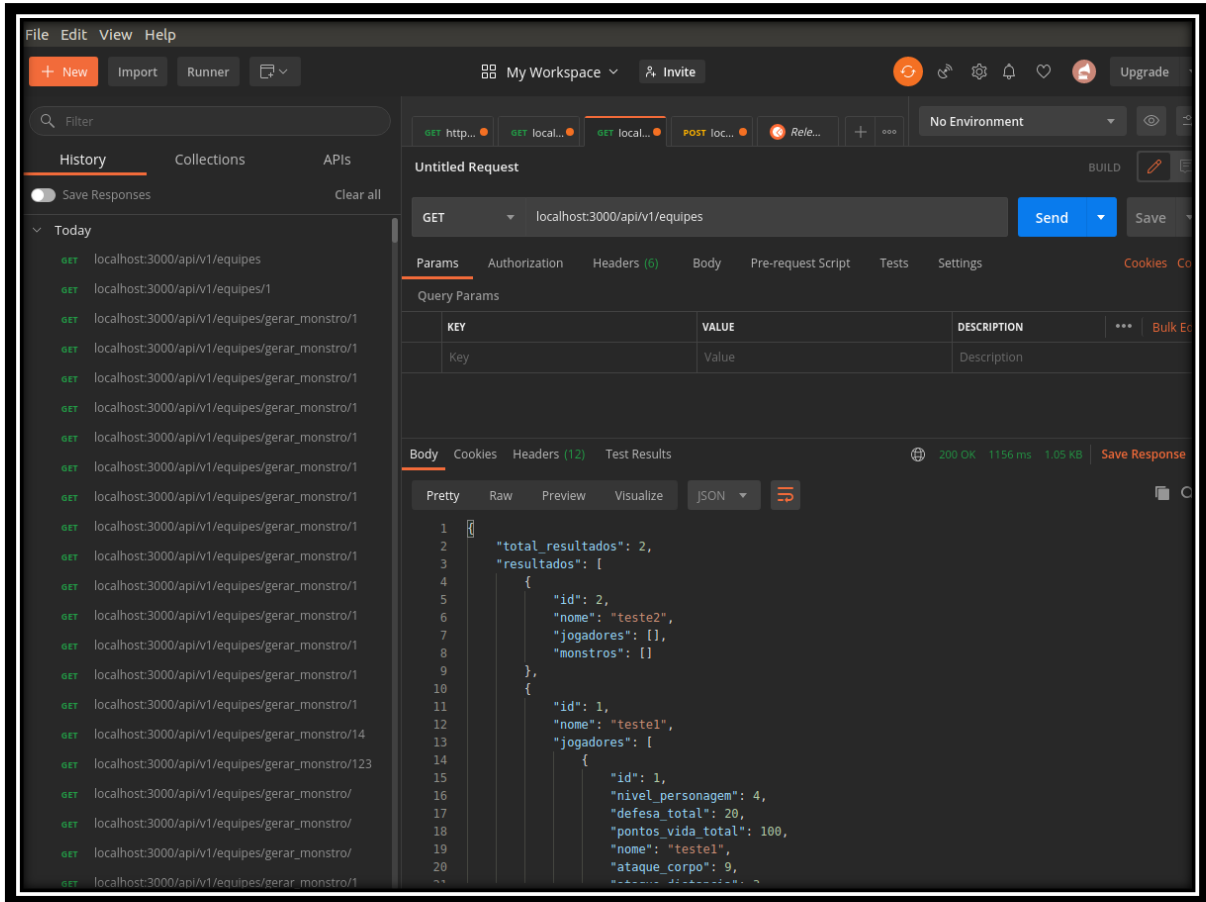 File Edit View Help
+ New Import Runner My Workspace Invite Upgrade
Filter
History Collections APIs
Save Responses Clear all
Today
GET localhost:3000/api/v1/equipes
GET localhost:3000/api/v1/equipes/1
GET localhost:3000/api/v1/equipes/gerar_monstro/1
GET localhost:3000/api/v1/equipes/gerar_monstro/1
GET localhost:3000/api/v1/equipes/gerar_monstro/1
GET localhost:3000/api/v1/equipes/gerar_monstro/1
GET localhost:3000/api/v1/equipes/gerar_monstro/1
GET localhost:3000/api/v1/equipes/gerar_monstro/1
GET localhost:3000/api/v1/equipes/gerar_monstro/1
GET localhost:3000/api/v1/equipes/gerar_monstro/1
GET localhost:3000/api/v1/equipes/gerar_monstro/1
GET localhost:3000/api/v1/equipes/gerar_monstro/1
GET localhost:3000/api/v1/equipes/gerar_monstro/1
GET localhost:3000/api/v1/equipes/gerar_monstro/1
GET localhost:3000/api/v1/equipes/gerar_monstro/1
GET localhost:3000/api/v1/equipes/gerar_monstro/1
GET localhost:3000/api/v1/equipes/gerar_monstro/14
GET localhost:3000/api/v1/equipes/gerar_monstro/123
GET localhost:3000/api/v1/equipes/gerar_monstro/
GET localhost:3000/api/v1/equipes/gerar_monstro/
GET localhost:3000/api/v1/equipes/gerar_monstro/
GET localhost:3000/api/v1/equipes/gerar_monstro/1
GET http... GET local... GET local... POST loc... Rele... + ooo No Environment
Untitled Request BUILD
GET localhost:3000/api/v1/equipes Send Save
Params Authorization Headers (6) Body Pre-request Script Tests Settings Cookies Co
Query Params
KEY VALUE DESCRIPTION ••• Bulk Ed
Key Value Description
Body Cookies Headers (12) Test Results 200 OK 1156 ms 1.05 KB Save Response
Pretty Raw Preview Visualize JSON
1 {
2 "total_resultados": 2,
3 "resultados": [
4 {
5 "id": 2,
6 "nome": "teste2",
7 "jogadores": [],
8 "monstros": []
9 },
10 {
11 "id": 1,
12 "nome": "teste1",
13 "jogadores": [
14 {
15 "id": 1,
16 "nivel_personagem": 4,
17 "defesa_total": 20,
18 "pontos_vida_total": 100,
19 "nome": "teste1",
20 "ataque_corpo": 9,